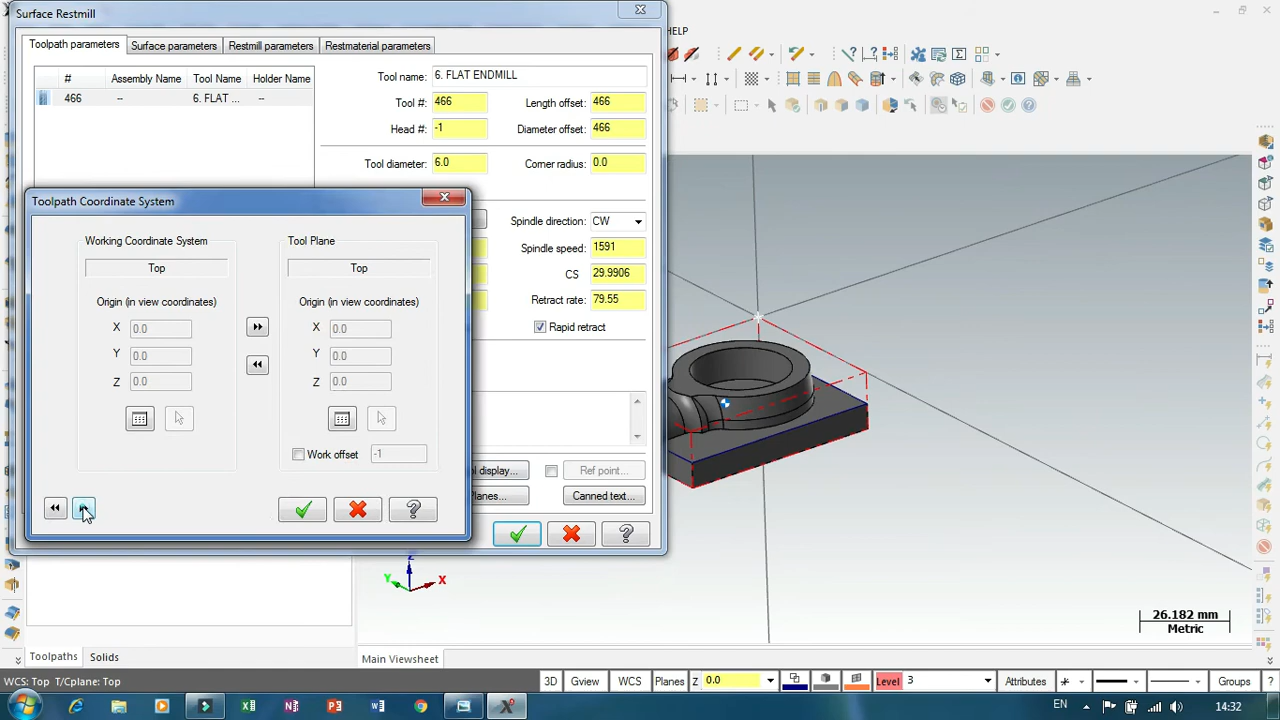 Surface Restmill
HELP
Toolpath parameters
Surface parameters
Restmill parameters
Restmaterial parameters
# Assembly Name Tool Name Holder Name
466 -- 6. FLAT ... --
Tool name: 6. FLAT ENDMILL
Tool #: 466 Length offset: 466
Head #: -1 Diameter offset: 466
Tool diameter: 6.0 Corner radius: 0.0
Spindle direction: CW
Spindle speed: 1591
CS 29.9906
Retract rate: 79.55
Rapid retract
Toolpath Coordinate System
Working Coordinate System Tool Plane
Top Top
Origin (in view coordinates) Origin (in view coordinates)
X 0.0 X 0.0
Y 0.0 Y 0.0
Z 0.0 Z 0.0
Work offset -1
display... Ref point...
Planes... Canned text...
Y X
26.182 mm
Metric
Toolpaths Solids Main Viewsheet
WCS: Top T/Cplane: Top 3D Gview WCS Planes Z 0.0 Level 3 Attributes Groups
EN 14:32